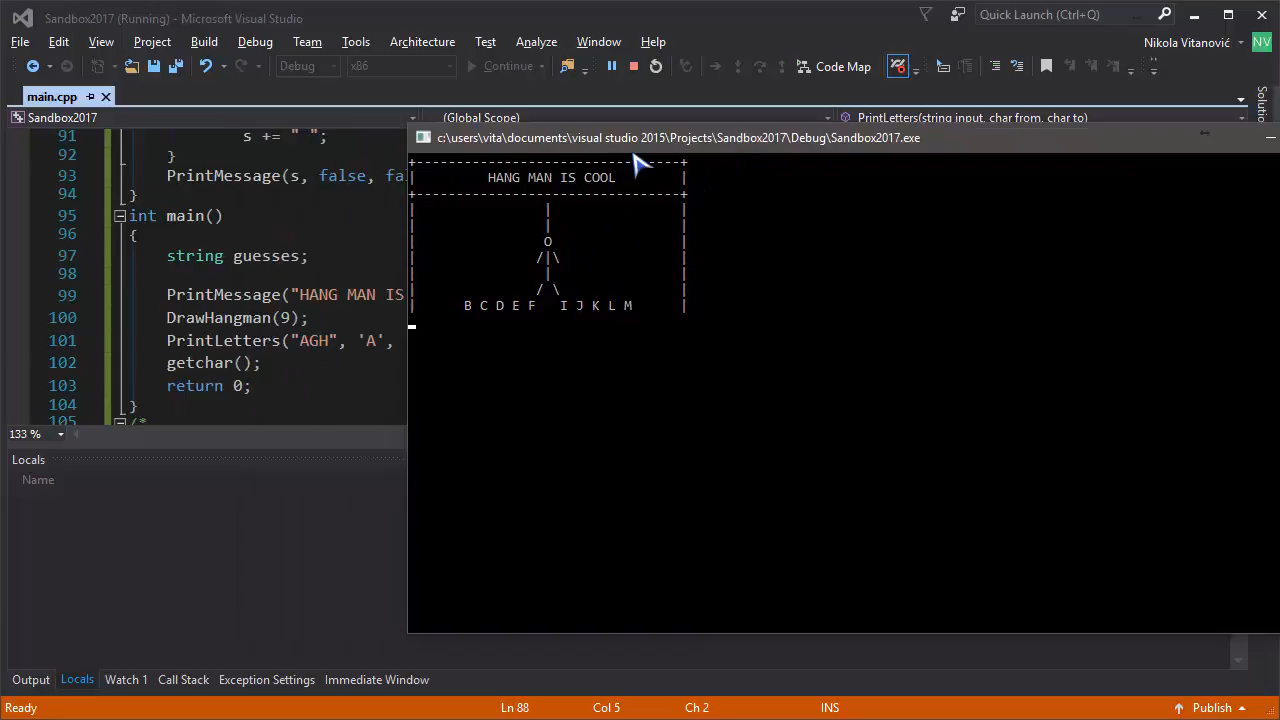 Sandbox2017 (Running) - Microsoft Visual Studio
Quick Launch (Ctrl+Q)
File Edit View Project Build Debug Team Tools Architecture Test Analyze Window Help
Nikola Vitanović NV
Debug x86 Continue Code Map
main.cpp
Sandbox2017 (Global Scope) PrintLetters(string input, char from, char to)
Solutio
91 s += " ";
92 }
93 PrintMessage(s, false, fa
94 }
95 int main()
96 {
97 string guesses;
98
99 PrintMessage("HANG MAN IS
100 DrawHangman(9);
101 PrintLetters("AGH", 'A',
102 getchar();
103 return 0;
104 }
105 /*
133 %
c:\users\vita\documents\visual studio 2015\Projects\Sandbox2017\Debug\Sandbox2017.exe
+---------------------------------+
| HANG MAN IS COOL |
+---------------------------------+
| | |
| | |
| O |
| /|\ |
| | |
| / \ |
| B C D E F   I J K L M |
Locals
Name
Output Locals Watch 1 Call Stack Exception Settings Immediate Window
Ready Ln 88 Col 5 Ch 2 INS Publish